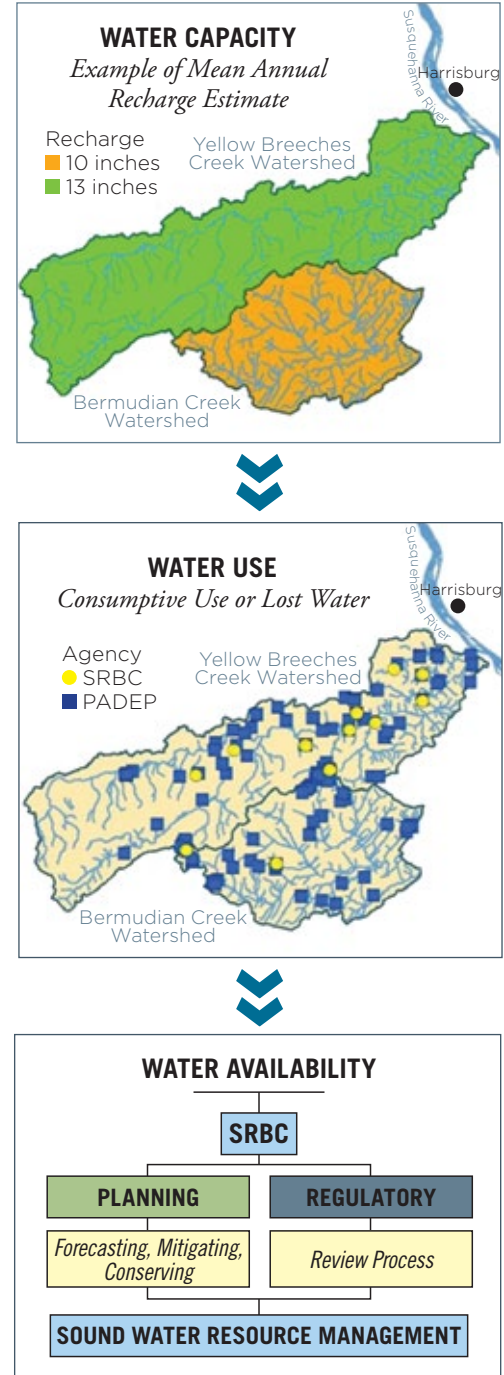 WATER CAPACITY
Example of Mean Annual
Recharge Estimate
Susquehanna
River
Harrisburg
Recharge
10 inches
13 inches
Yellow Breeches
Creek Watershed
Bermudian Creek
Watershed
WATER USE
Consumptive Use or Lost Water
Susquehanna
River
Harrisburg
Agency
SRBC
PADEP
Yellow Breeches
Creek Watershed
Bermudian Creek
Watershed
WATER AVAILABILITY
SRBC
PLANNING
REGULATORY
Forecasting, Mitigating,
Conserving
Review Process
SOUND WATER RESOURCE MANAGEMENT